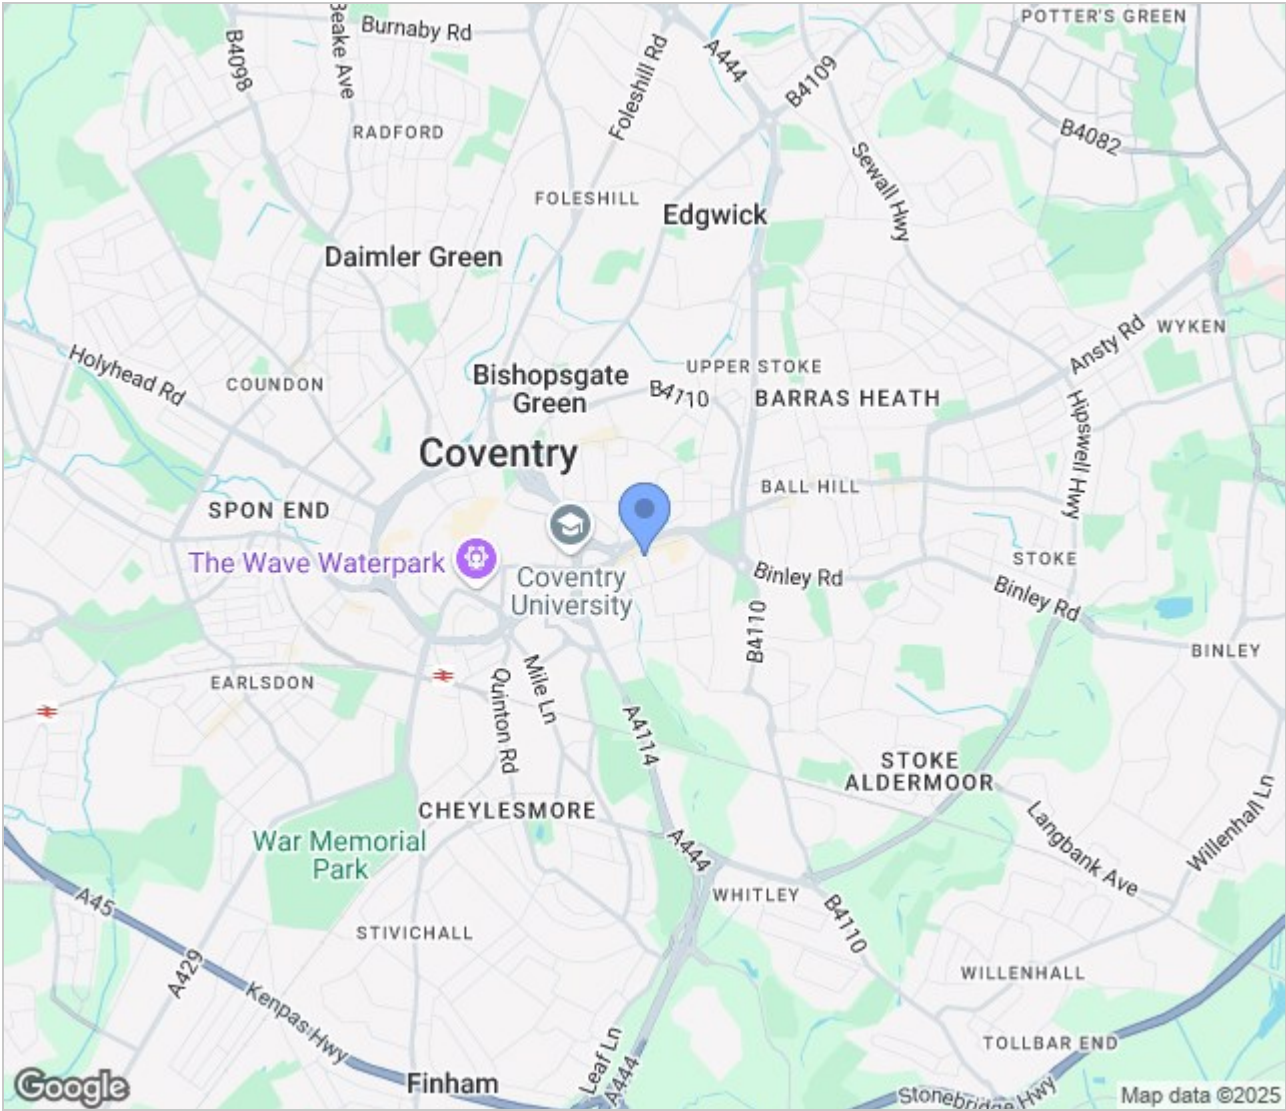 POTTER'S GREEN
Burnaby Rd
Beake Ave
B4098
Foleshill Rd
A444
B4109
B4082
RADFORD
Sewall Hwy
FOLESHILL
Edgwick
Daimler Green
WYKEN
Ansty Rd
Holyhead Rd
COUNDON
UPPER STOKE
Bishopsgate
Green
B4110
BARRAS HEATH
Hipswell Hwy
Coventry
BALL HILL
SPON END
The Wave Waterpark
Coventry
University
Binley Rd
STOKE
Binley Rd
B4110
BINLEY
EARLSDON
Mile Ln
Quinton Rd
A4114
STOKE
ALDERMOOR
CHEYLESMORE
Langbank Ave
Willenhall Ln
War Memorial
Park
A444
WHITLEY
A45
B4110
STIVICHALL
A429
WILLENHALL
Kenpas Hwy
TOLLBAR END
Leaf Ln
A444
Finham
Stonebridge Hwy
Google
Map data ©2025